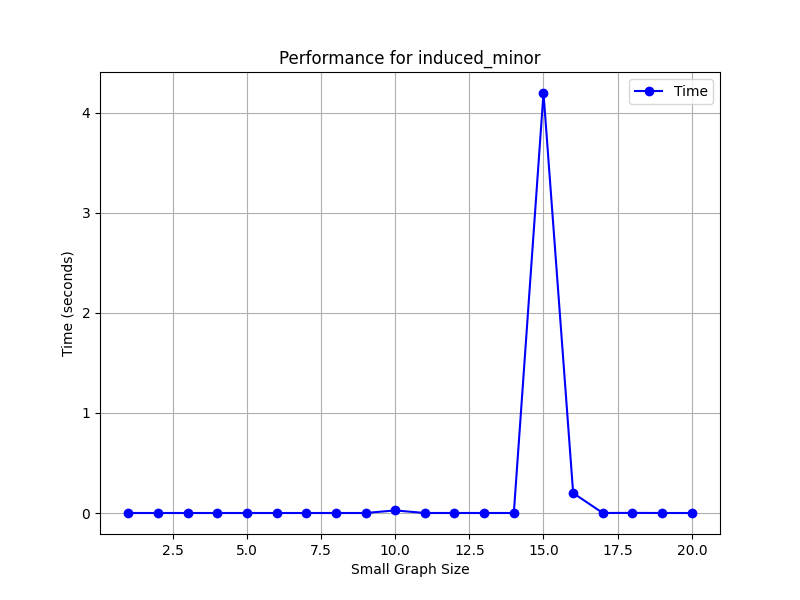 Performance for induced_minor
Time
4
3
2
1
0
Time (seconds)
2.5 5.0 7.5 10.0 12.5 15.0 17.5 20.0
Small Graph Size